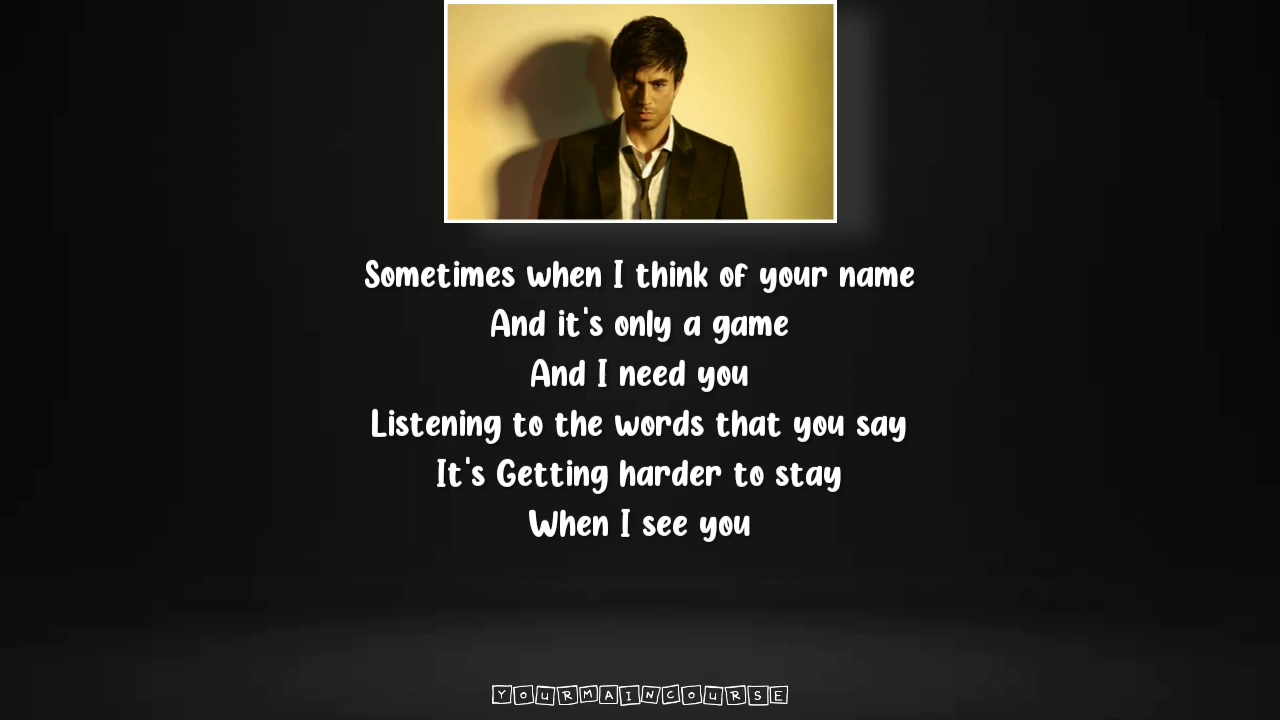 Sometimes when I think of your name
And it's only a game
And I need you
Listening to the words that you say
It's Getting harder to stay
When I see you
YOURMAINCOURSE